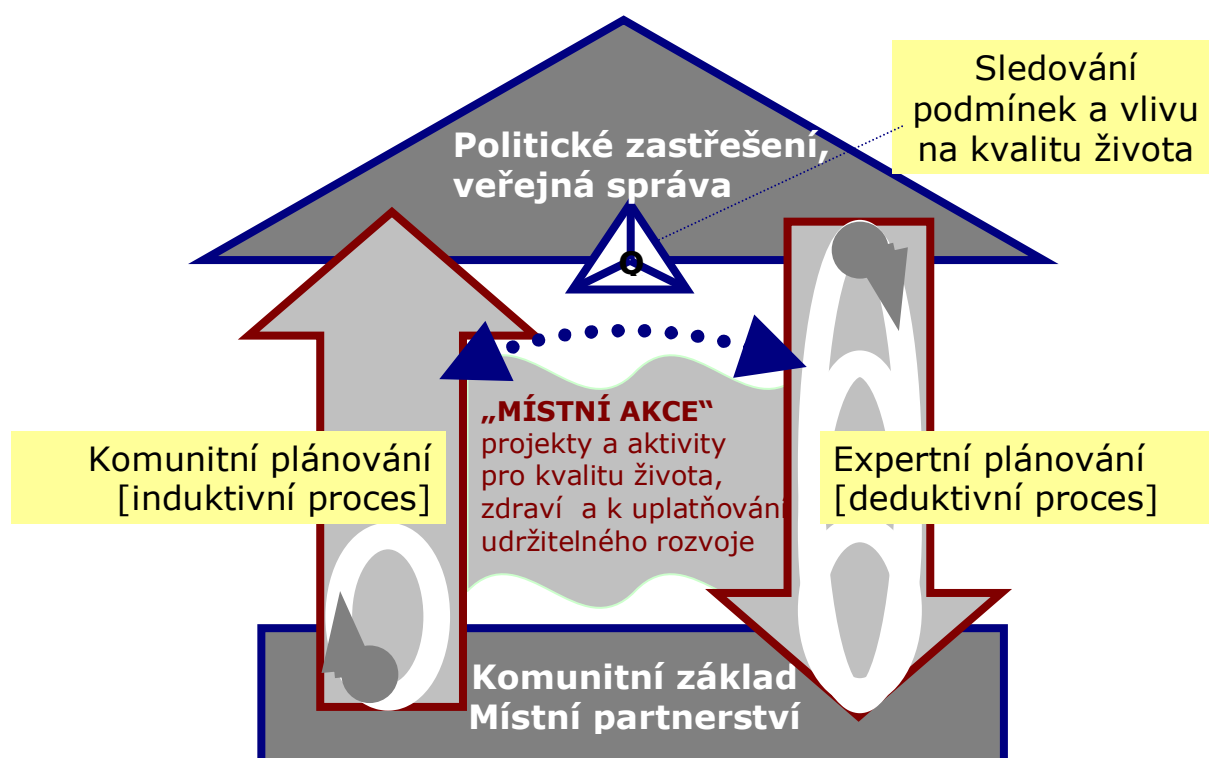 Sledování
podmínek a vlivu
na kvalitu života
Politické zastřešení,
veřejná správa
Q
„MÍSTNÍ AKCE“
projekty a aktivity
pro kvalitu života,
zdraví a k uplatňování
udržitelného rozvoje
Komunitní plánování
[induktivní proces]
Expertní plánování
[deduktivní proces]
Komunitní základ
Místní partnerství